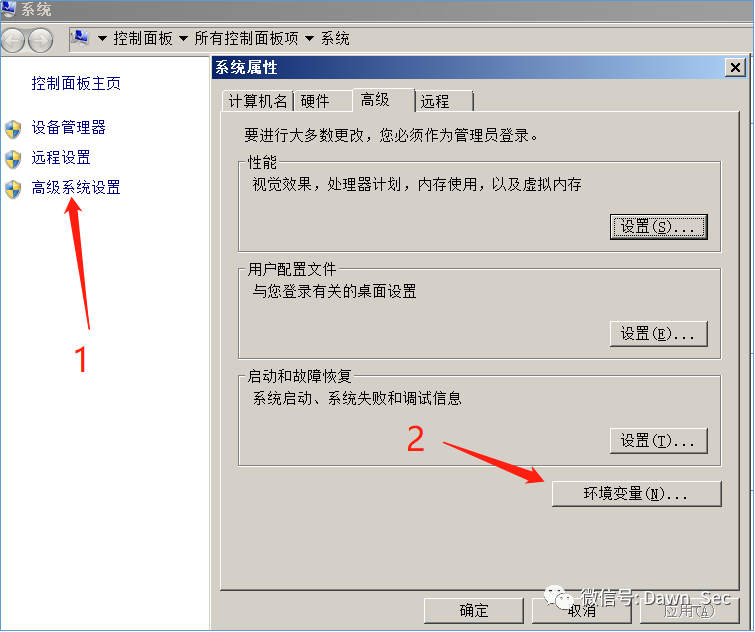 系统
控制面板 所有控制面板项 系统
控制面板主页
设备管理器
远程设置
高级系统设置
1
系统属性
计算机名 硬件 高级 远程
要进行大多数更改，您必须作为管理员登录。
性能
视觉效果，处理器计划，内存使用，以及虚拟内存
设置(S)...
用户配置文件
与您登录有关的桌面设置
设置(E)...
启动和故障恢复
系统启动、系统失败和调试信息
设置(T)...
2
环境变量(N)...
确定 取消 应用(A)
微信号: Dawn_Sec